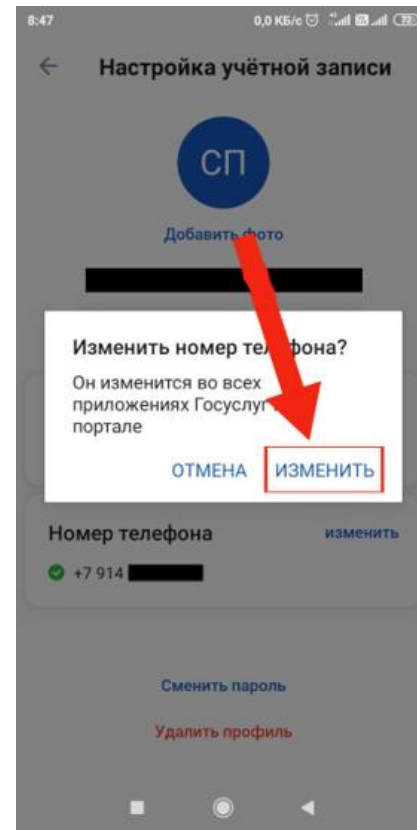 8:47 0,0 КБ/с 72
Настройка учётной записи
СП
Добавить фото
Изменить номер телефона?
Он изменится во всех
приложениях Госуслуг
портале
ОТМЕНА ИЗМЕНИТЬ
Номер телефона изменить
+7 914
Сменить пароль
Удалить профиль